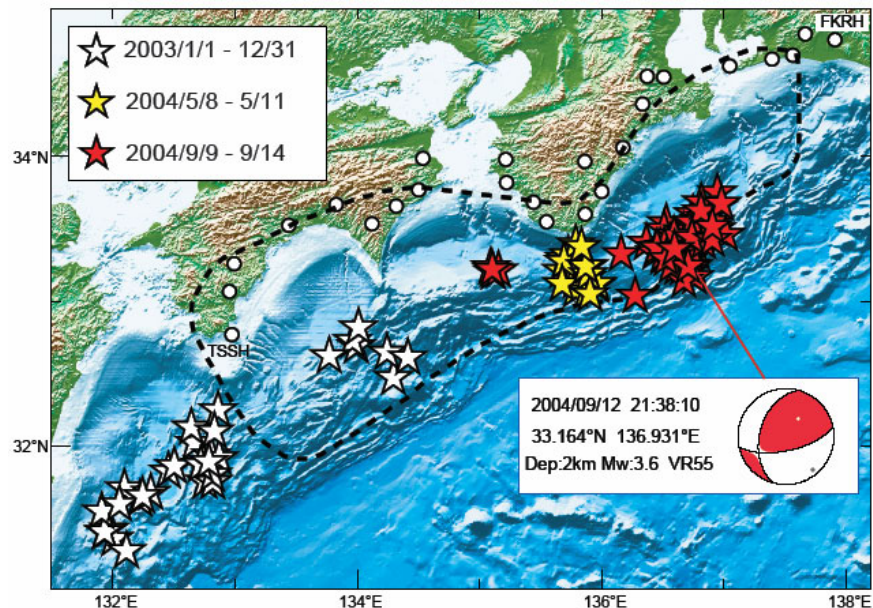 FKRH
2003/1/1 - 12/31
2004/5/8 - 5/11
2004/9/9 - 9/14
34°N
TSSH
2004/09/12 21:38:10
33.164°N 136.931°E
Dep:2km Mw:3.6 VR55
32°N
132°E 134°E 136°E 138°E